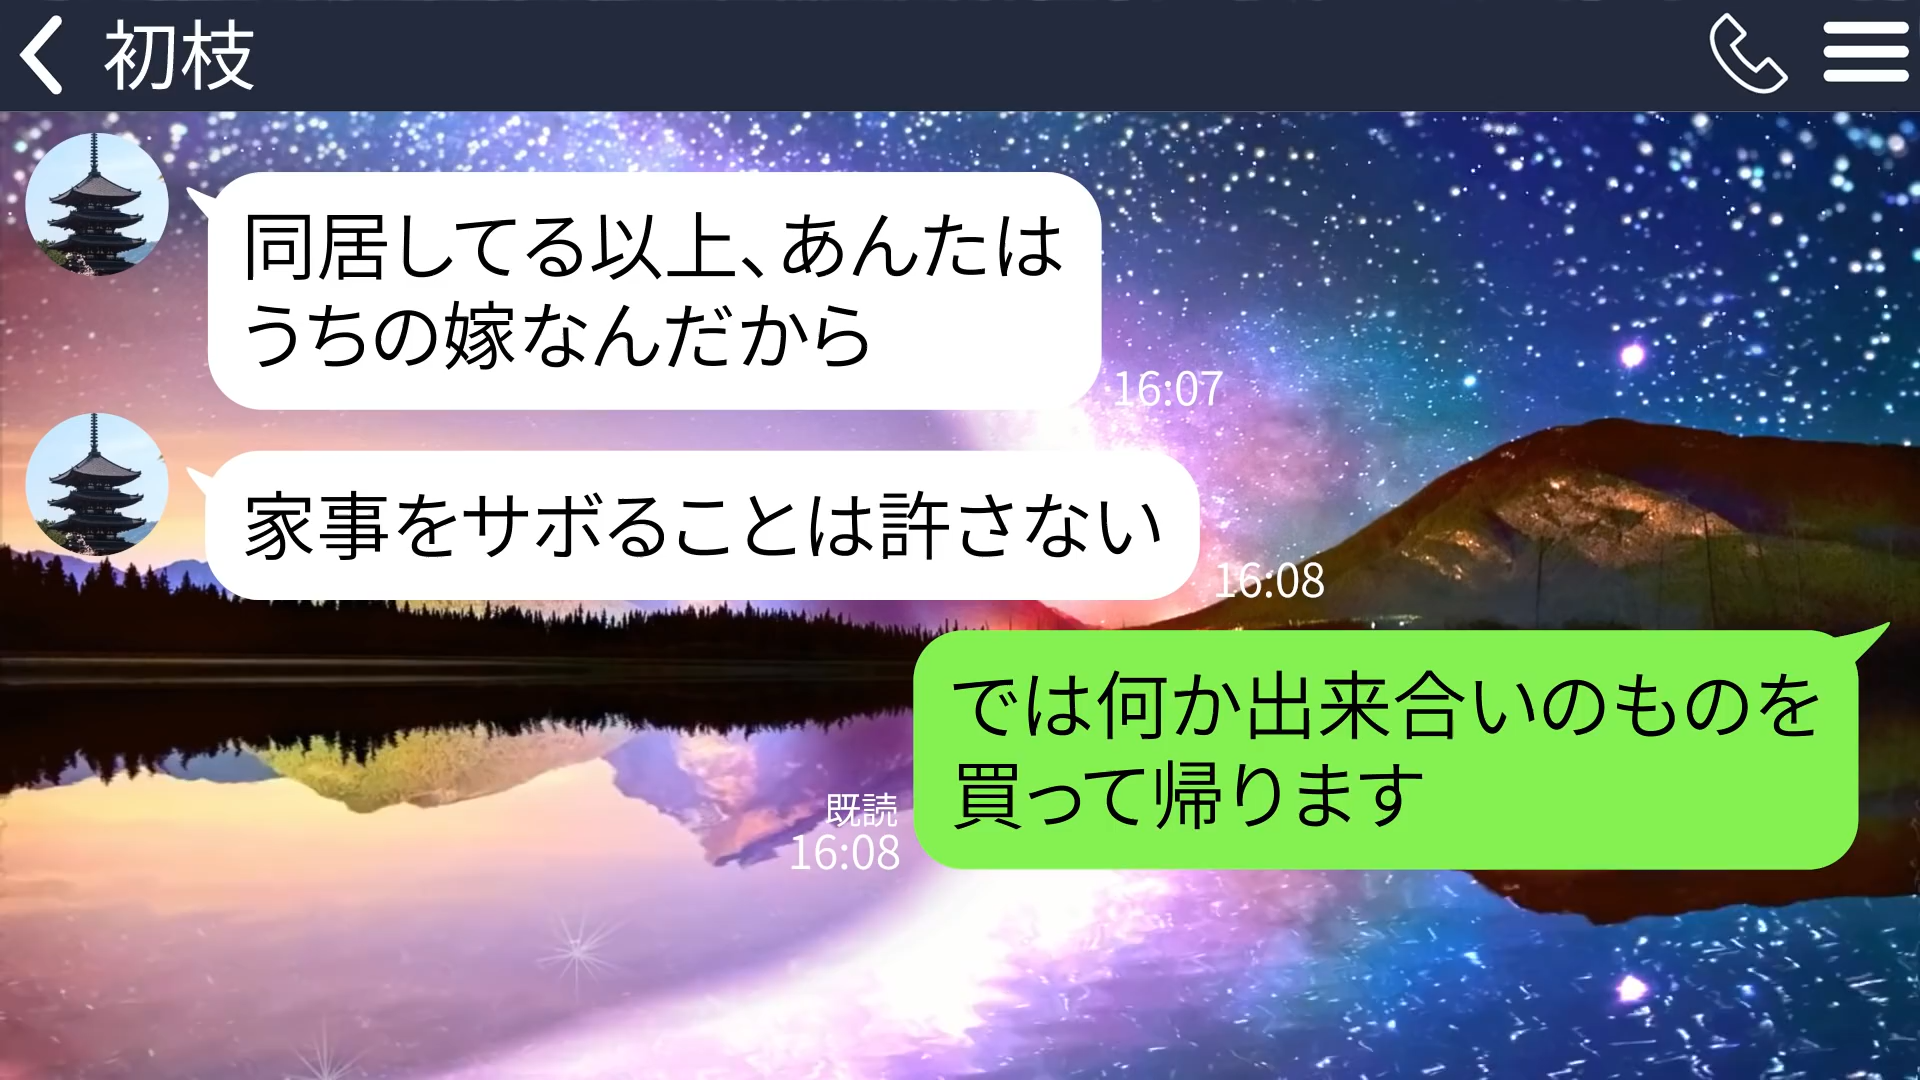 初枝
同居してる以上、あんたは
うちの嫁なんだから
16:07
家事をサボることは許さない
16:08
では何か出来合いのものを
買って帰ります
既読
16:08